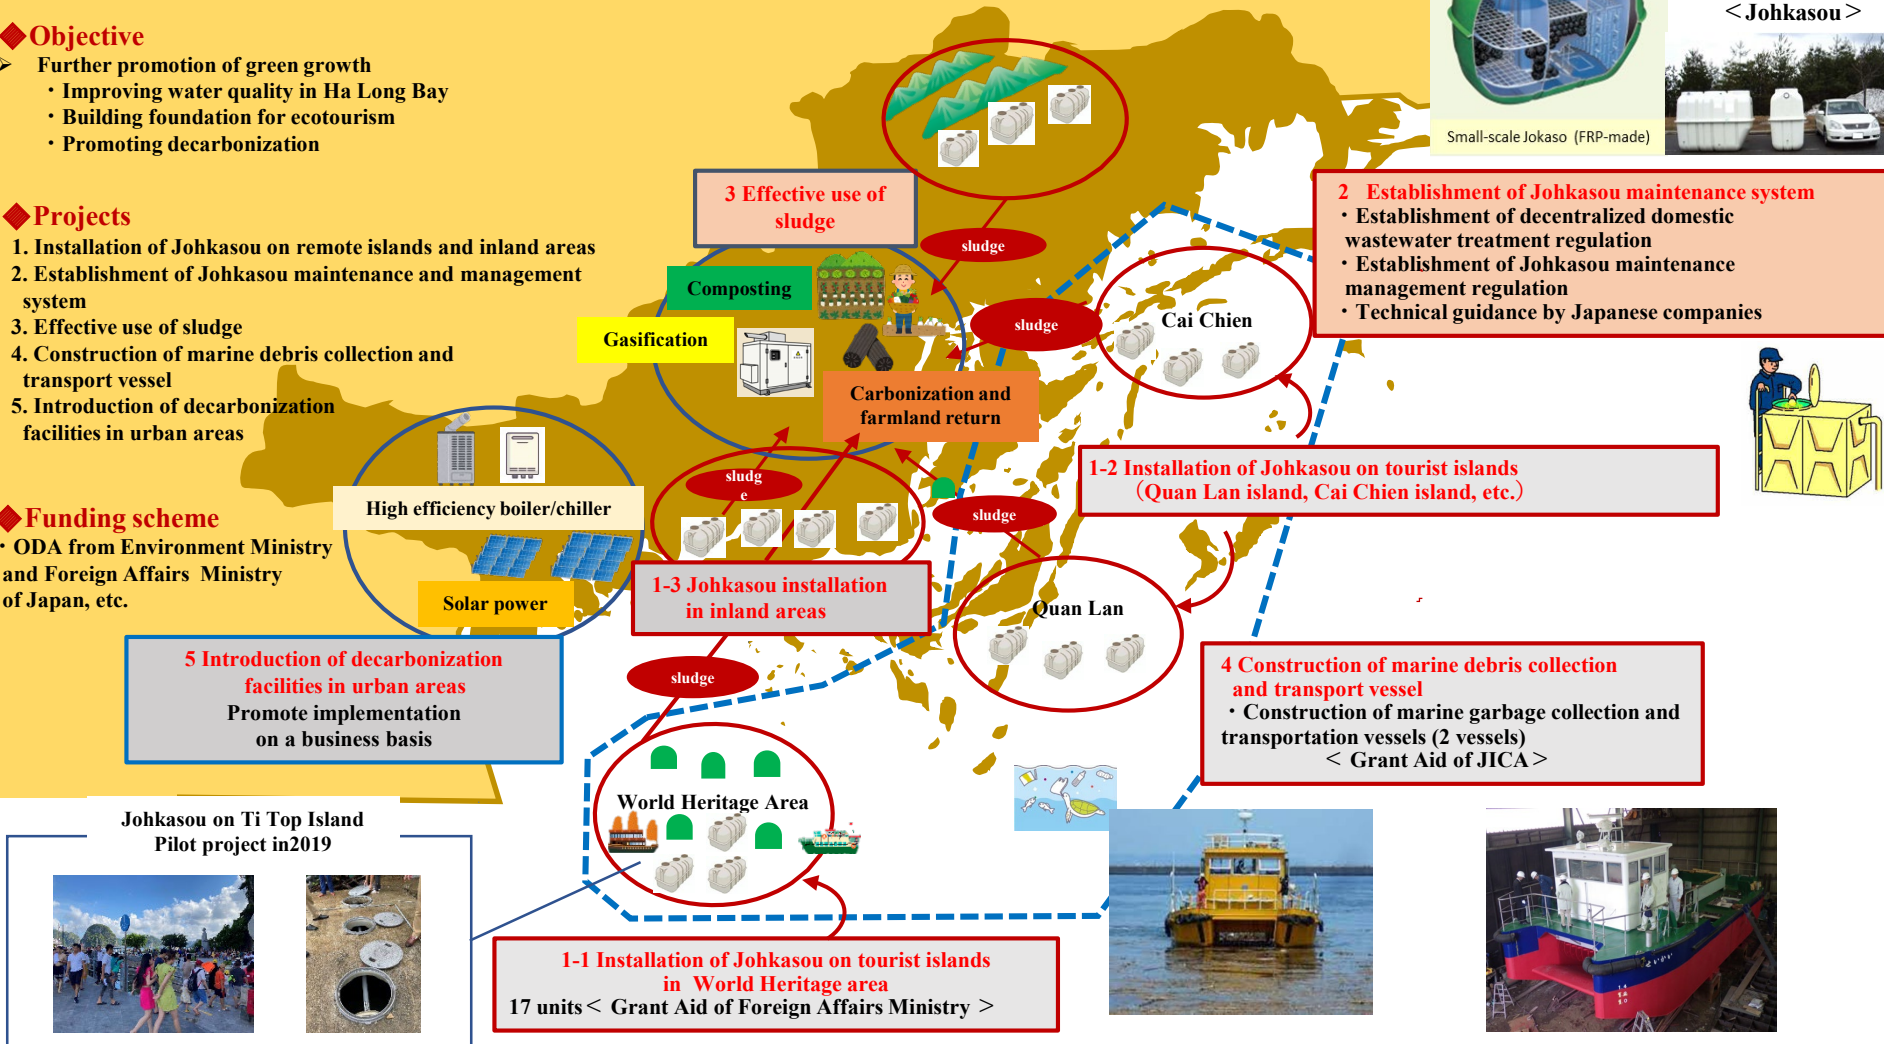 ◆Objective
➢ Further promotion of green growth
・Improving water quality in Ha Long Bay
・Building foundation for ecotourism
・Promoting decarbonization
◆Projects
1. Installation of Johkasou on remote islands and inland areas
2. Establishment of Johkasou maintenance and management
system
3. Effective use of sludge
4. Construction of marine debris collection and
transport vessel
5. Introduction of decarbonization
facilities in urban areas
◆Funding scheme
・ODA from Environment Ministry
and Foreign Affairs Ministry
of Japan, etc.
＜Johkasou＞
Small-scale Jokaso (FRP-made)
3 Effective use of
sludge
sludge
Composting
Gasification
Carbonization and
farmland return
sludge
Cai Chien
2 Establishment of Johkasou maintenance system
・Establishment of decentralized domestic
wastewater treatment regulation
・Establishment of Johkasou maintenance
management regulation
・Technical guidance by Japanese companies
High efficiency boiler/chiller
Solar power
sludg
e
sludge
1-2 Installation of Johkasou on tourist islands
（Quan Lan island, Cai Chien island, etc.）
1-3 Johkasou installation
in inland areas
Quan Lan
5 Introduction of decarbonization
facilities in urban areas
Promote implementation
on a business basis
sludge
4 Construction of marine debris collection
and transport vessel
・Construction of marine garbage collection and
transportation vessels (2 vessels)
＜ Grant Aid of JICA＞
World Heritage Area
Johkasou on Ti Top Island
Pilot project in2019
1-1 Installation of Johkasou on tourist islands
in World Heritage area
17 units＜ Grant Aid of Foreign Affairs Ministry ＞